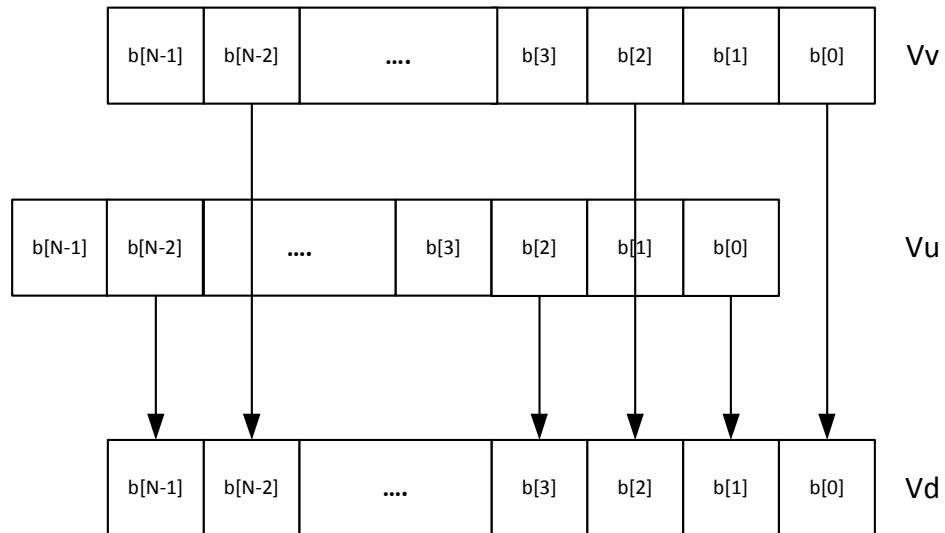 b[N-1] b[N-2] .... b[3] b[2] b[1] b[0] Vv
b[N-1] b[N-2] .... b[3] b[2] b[1] b[0] Vu
b[N-1] b[N-2] .... b[3] b[2] b[1] b[0] Vd